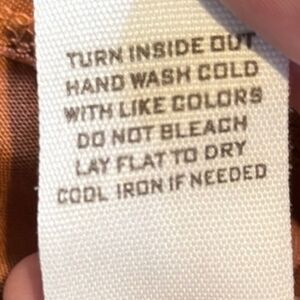 TURN INSIDE OUT
HAND WASH COLD
WITH LIKE COLORS
DO NOT BLEACH
LAY FLAT TO DRY
COOL IRON IF NEEDED